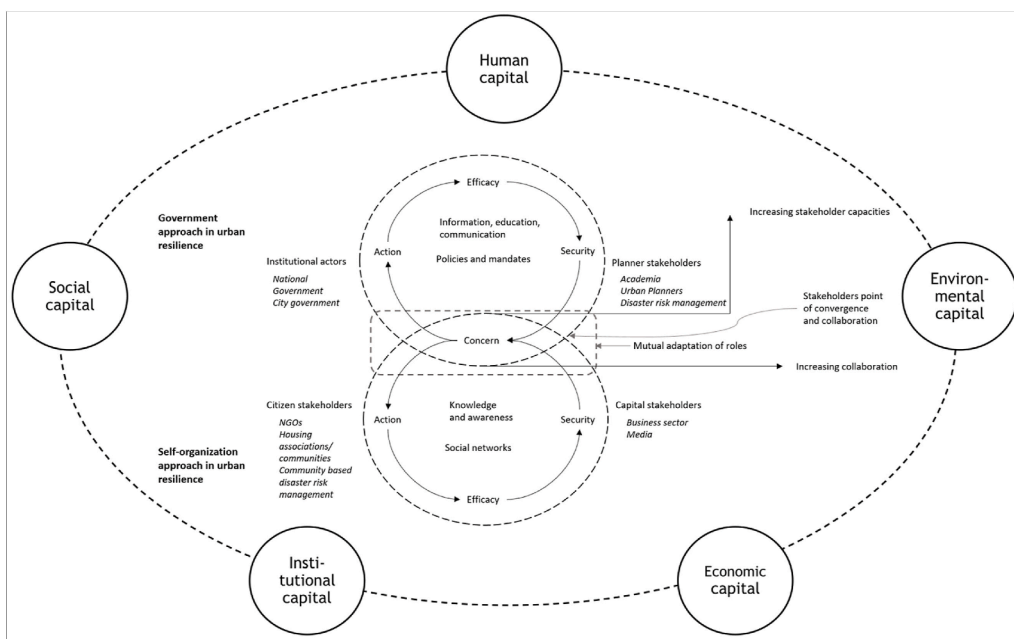 Human
capital
Efficacy
Government
approach in urban
resilience
Information, education,
communication
Increasing stakeholder capacities
Institutional actors
Action
Policies and mandates
Security
Planner stakeholders
National
Government
City government
Academia
Urban Planners
Disaster risk management
Social
capital
Environ-
mental
capital
Stakeholders point
of convergence
and collaboration
Concern
Mutual adaptation of roles
Increasing collaboration
Citizen stakeholders
Knowledge
and awareness
Capital stakeholders
NGOs
Housing
associations/
communities
Community based
disaster risk
management
Action
Security
Business sector
Media
Social networks
Self-organization
approach in urban
resilience
Efficacy
Insti-
tutional
capital
Economic
capital